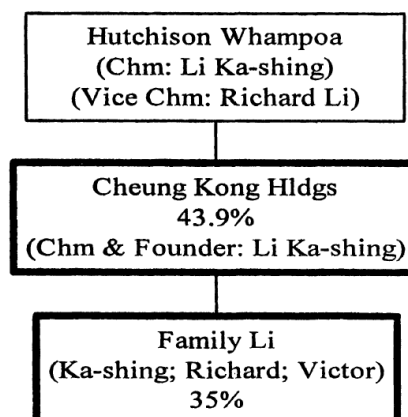 Hutchison Whampoa
(Chm: Li Ka-shing)
(Vice Chm: Richard Li)
Cheung Kong Hldgs
43.9%
(Chm & Founder: Li Ka-shing)
Family Li
(Ka-shing; Richard; Victor)
35%